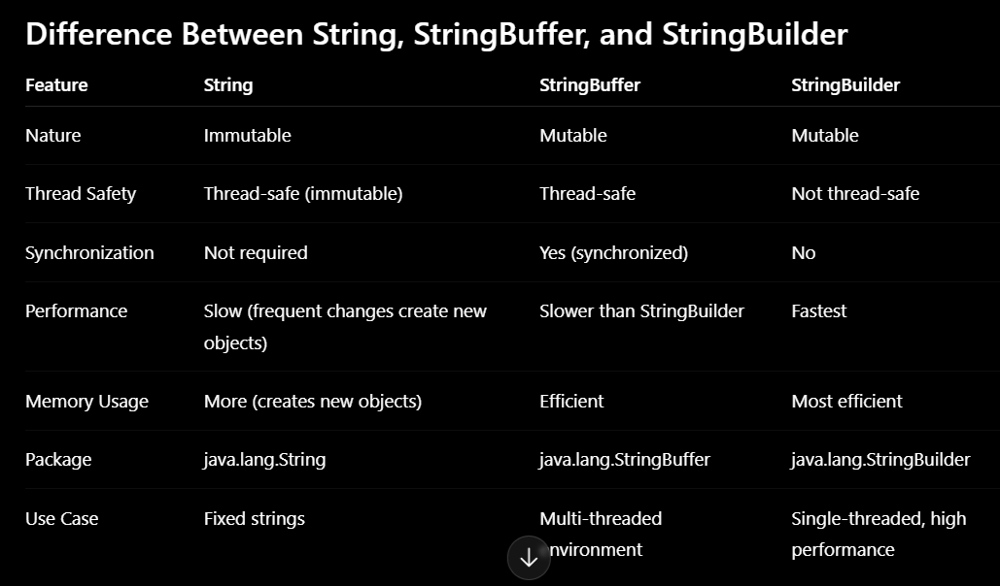 Difference Between String, StringBuffer, and StringBuilder
Feature String StringBuffer StringBuilder
Nature Immutable Mutable Mutable
Thread Safety Thread-safe (immutable) Thread-safe Not thread-safe
Synchronization Not required Yes (synchronized) No
Performance Slow (frequent changes create new Slower than StringBuilder Fastest
objects)
Memory Usage More (creates new objects) Efficient Most efficient
Package java.lang.String java.lang.StringBuffer java.lang.StringBuilder
Use Case Fixed strings Multi-threaded Single-threaded, high
environment performance